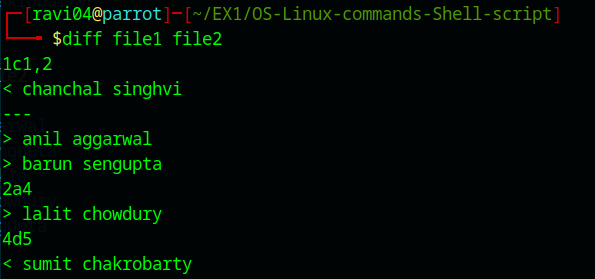 ┌─[ravi04@parrot]─[~/EX1/OS-Linux-commands-Shell-script]
└──╼ $diff file1 file2
1c1,2
< chanchal singhvi
---
> anil aggarwal
> barun sengupta
2a4
> lalit chowdury
4d5
< sumit chakrobarty